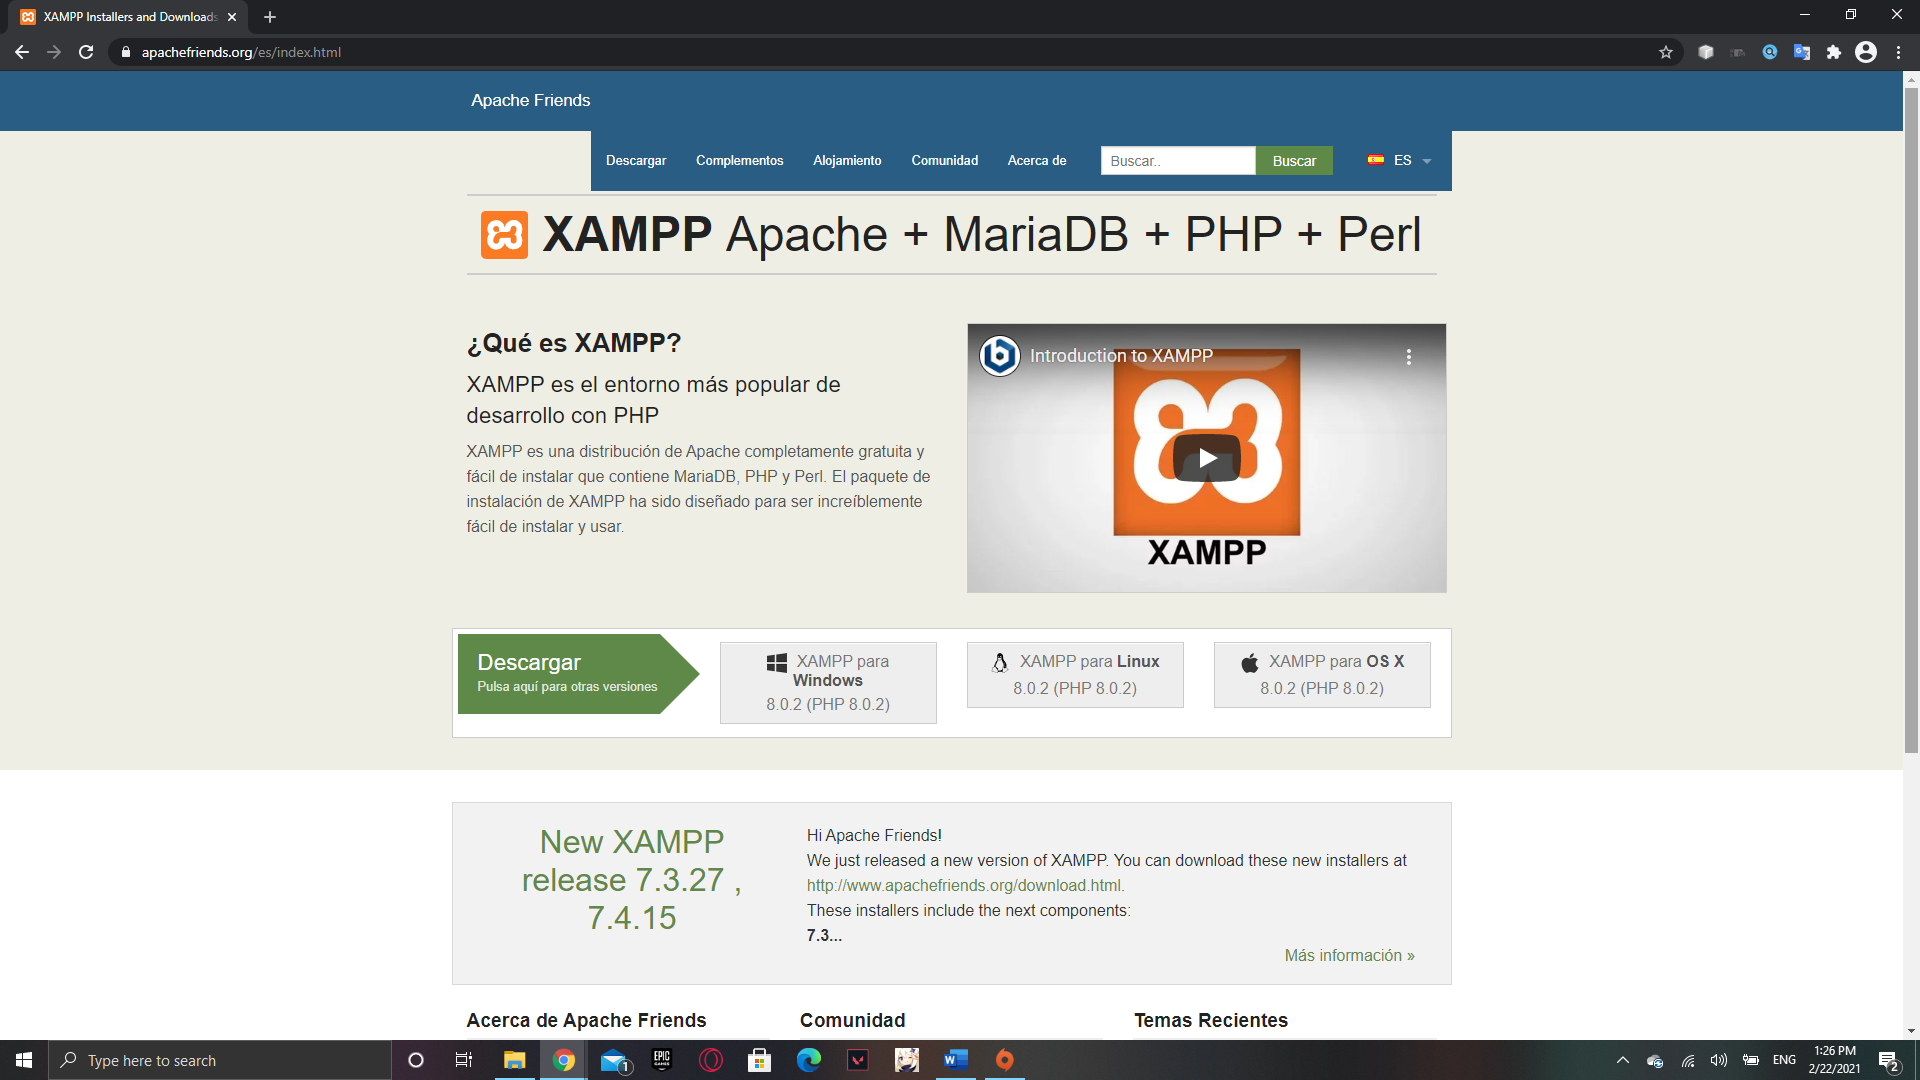 XAMPP Installers and Downloads
apachefriends.org/es/index.html
Apache Friends
Descargar Complementos Alojamiento Comunidad Acerca de Buscar.. Buscar ES
XAMPP Apache + MariaDB + PHP + Perl
¿Qué es XAMPP?
XAMPP es el entorno más popular de
desarrollo con PHP
XAMPP es una distribución de Apache completamente gratuita y
fácil de instalar que contiene MariaDB, PHP y Perl. El paquete de
instalación de XAMPP ha sido diseñado para ser increíblemente
fácil de instalar y usar.
Introduction to XAMPP
XAMPP
Descargar
Pulsa aquí para otras versiones
XAMPP para
Windows
8.0.2 (PHP 8.0.2)
XAMPP para Linux
8.0.2 (PHP 8.0.2)
XAMPP para OS X
8.0.2 (PHP 8.0.2)
New XAMPP
release 7.3.27 ,
7.4.15
Hi Apache Friends!
We just released a new version of XAMPP. You can download these new installers at
http://www.apachefriends.org/download.html.
These installers include the next components:
7.3...
Más información »
Acerca de Apache Friends
Comunidad
Temas Recientes
Type here to search
1
EPIC
GAMES
W
ENG
1:26 PM
2/22/2021
2